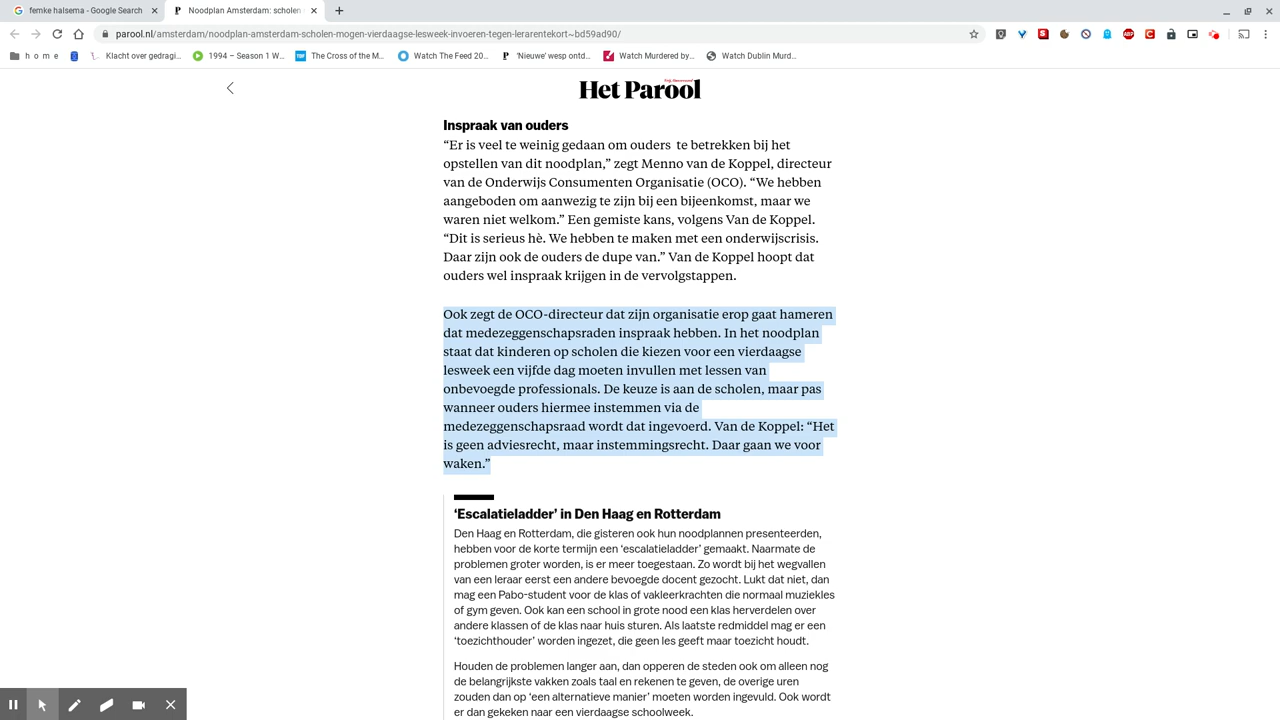 femke halsema - Google Search
Noodplan Amsterdam: scholen
parool.nl/amsterdam/noodplan-amsterdam-scholen-mogen-vierdaagse-lesweek-invoeren-tegen-lerarentekort~bd59ad90/
h o m e
Klacht over gedragi...
1994 – Season 1 W...
The Cross of the M...
Watch The Feed 20...
'Nieuwe' wesp ontd...
Watch Murdered by...
Watch Dublin Murd...
Het Parool
Inspraak van ouders
“Er is veel te weinig gedaan om ouders te betrekken bij het
opstellen van dit noodplan,” zegt Menno van de Koppel, directeur
van de Onderwijs Consumenten Organisatie (OCO). “We hebben
aangeboden om aanwezig te zijn bij een bijeenkomst, maar we
waren niet welkom.” Een gemiste kans, volgens Van de Koppel.
“Dit is serieus hè. We hebben te maken met een onderwijscrisis.
Daar zijn ook de ouders de dupe van.” Van de Koppel hoopt dat
ouders wel inspraak krijgen in de vervolgstappen.
Ook zegt de OCO-directeur dat zijn organisatie erop gaat hameren
dat medezeggenschapsraden inspraak hebben. In het noodplan
staat dat kinderen op scholen die kiezen voor een vierdaagse
lesweek een vijfde dag moeten invullen met lessen van
onbevoegde professionals. De keuze is aan de scholen, maar pas
wanneer ouders hiermee instemmen via de
medezeggenschapsraad wordt dat ingevoerd. Van de Koppel: “Het
is geen adviesrecht, maar instemmingsrecht. Daar gaan we voor
waken.”
‘Escalatieladder’ in Den Haag en Rotterdam
Den Haag en Rotterdam, die gisteren ook hun noodplannen presenteerden,
hebben voor de korte termijn een ‘escalatieladder’ gemaakt. Naarmate de
problemen groter worden, is er meer toegestaan. Zo wordt bij het wegvallen
van een leraar eerst een andere bevoegde docent gezocht. Lukt dat niet, dan
mag een Pabo-student voor de klas of vakleerkrachten die normaal muziekles
of gym geven. Ook kan een school in grote nood een klas herverdelen over
andere klassen of de klas naar huis sturen. Als laatste redmiddel mag er een
‘toezichthouder’ worden ingezet, die geen les geeft maar toezicht houdt.
Houden de problemen langer aan, dan opperen de steden ook om alleen nog
de belangrijkste vakken zoals taal en rekenen te geven, de overige uren
zouden dan op ‘een alternatieve manier’ moeten worden ingevuld. Ook wordt
er dan gekeken naar een vierdaagse schoolweek.